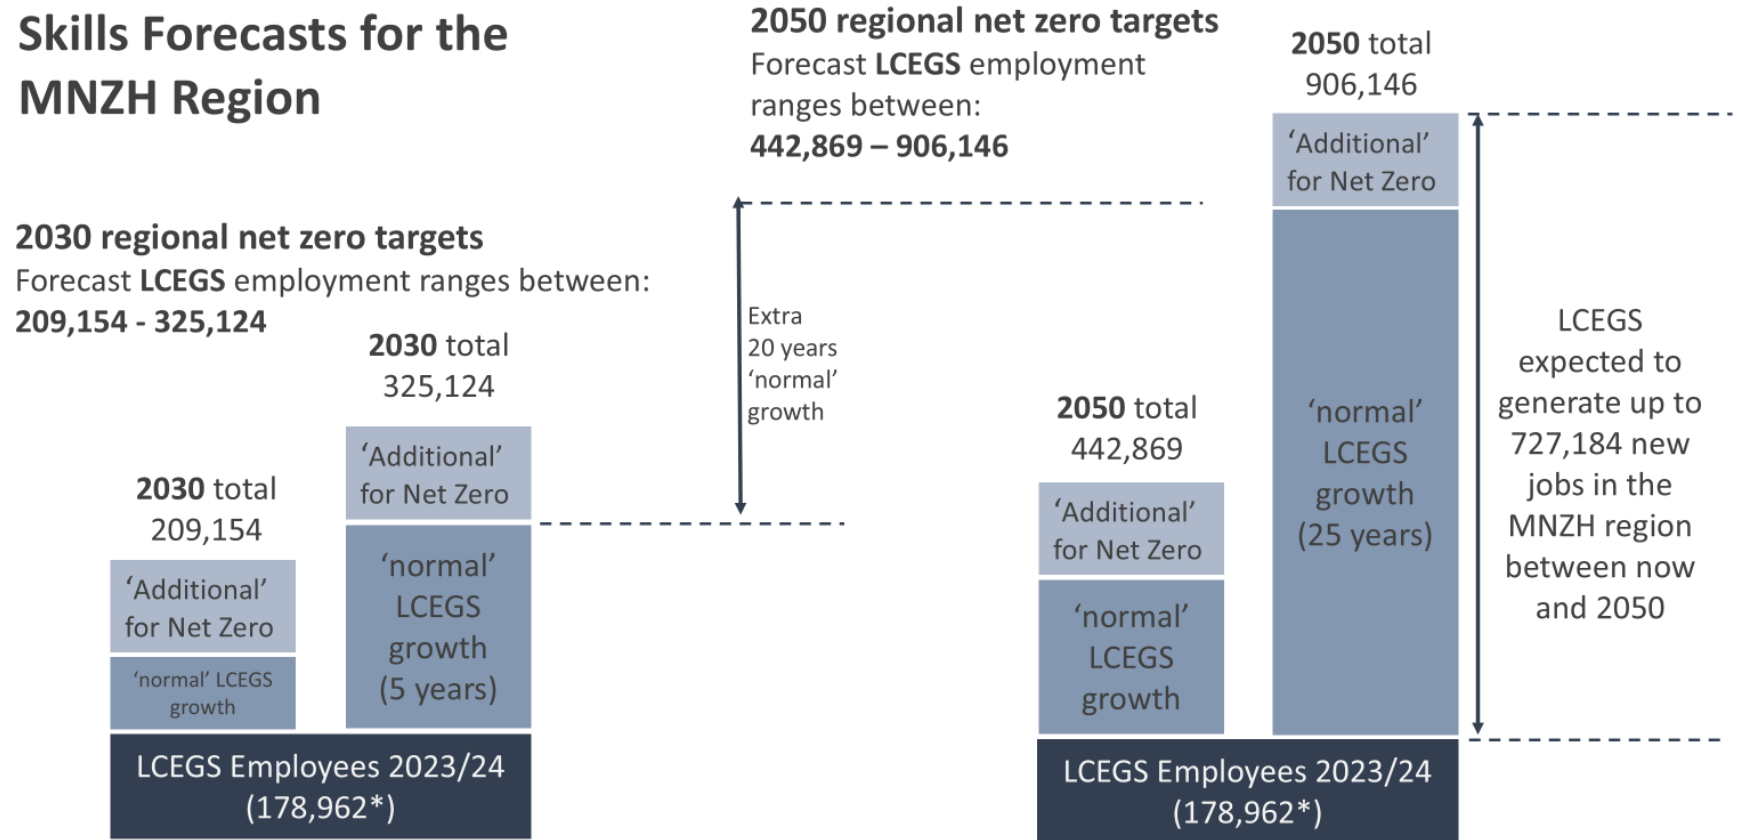 Skills Forecasts for the
MNZH Region
2030 regional net zero targets
Forecast LCEGS employment ranges between:
209,154 - 325,124
2030 total
209,154
‘Additional’
for Net Zero
‘normal’ LCEGS
growth
2030 total
325,124
‘Additional’
for Net Zero
‘normal’
LCEGS
growth
(5 years)
LCEGS Employees 2023/24
(178,962*)
2050 regional net zero targets
Forecast LCEGS employment
ranges between:
442,869 – 906,146
Extra
20 years
‘normal’
growth
2050 total
442,869
‘Additional’
for Net Zero
‘normal’
LCEGS
growth
2050 total
906,146
‘Additional’
for Net Zero
‘normal’
LCEGS
growth
(25 years)
LCEGS Employees 2023/24
(178,962*)
LCEGS
expected to
generate up to
727,184 new
jobs in the
MNZH region
between now
and 2050